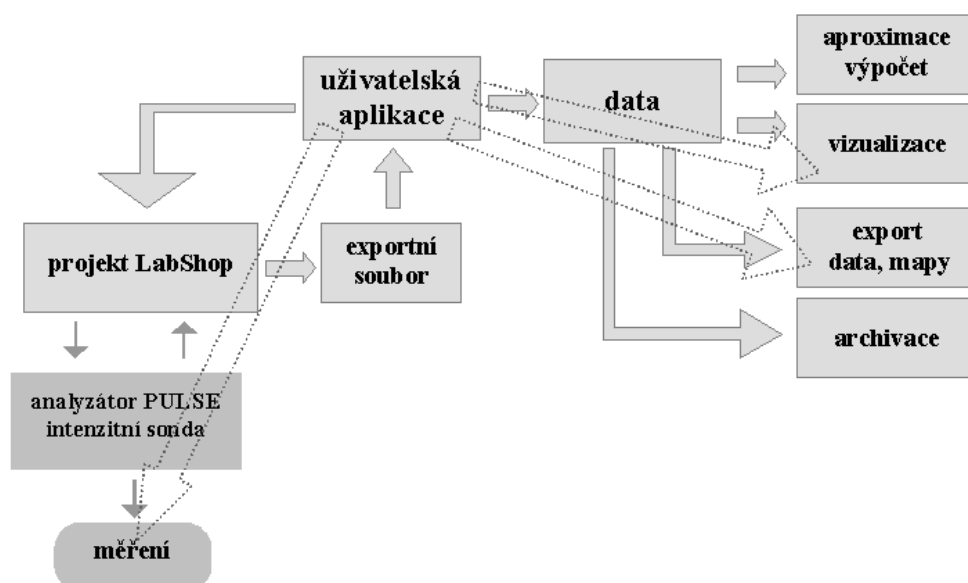 uživatelská
aplikace
data
aproximace
výpočet
vizualizace
export
data, mapy
archivace
projekt LabShop
exportní
soubor
analyzátor PULSE
intenzitní sonda
měření